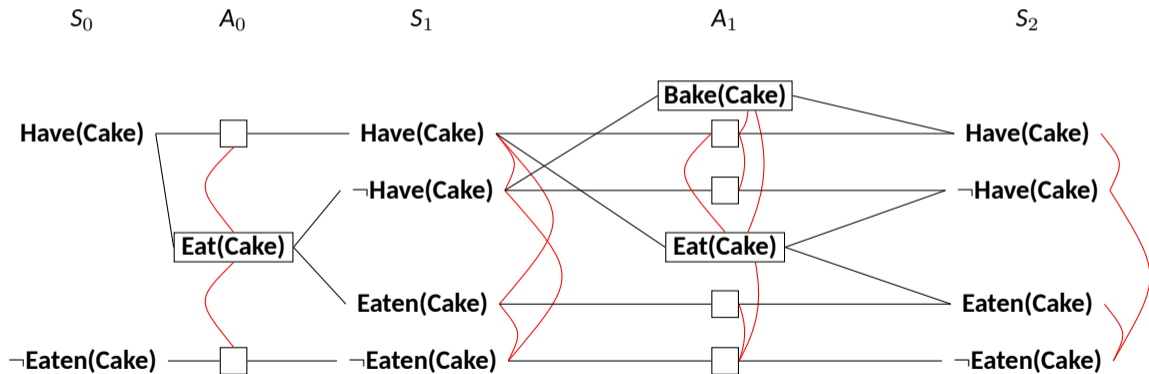 S0 A0 S1 A1 S2
Bake(Cake)
Have(Cake) Have(Cake) Have(Cake)
¬Have(Cake) ¬Have(Cake)
Eat(Cake) Eat(Cake)
Eaten(Cake) Eaten(Cake)
¬Eaten(Cake) ¬Eaten(Cake) ¬Eaten(Cake)